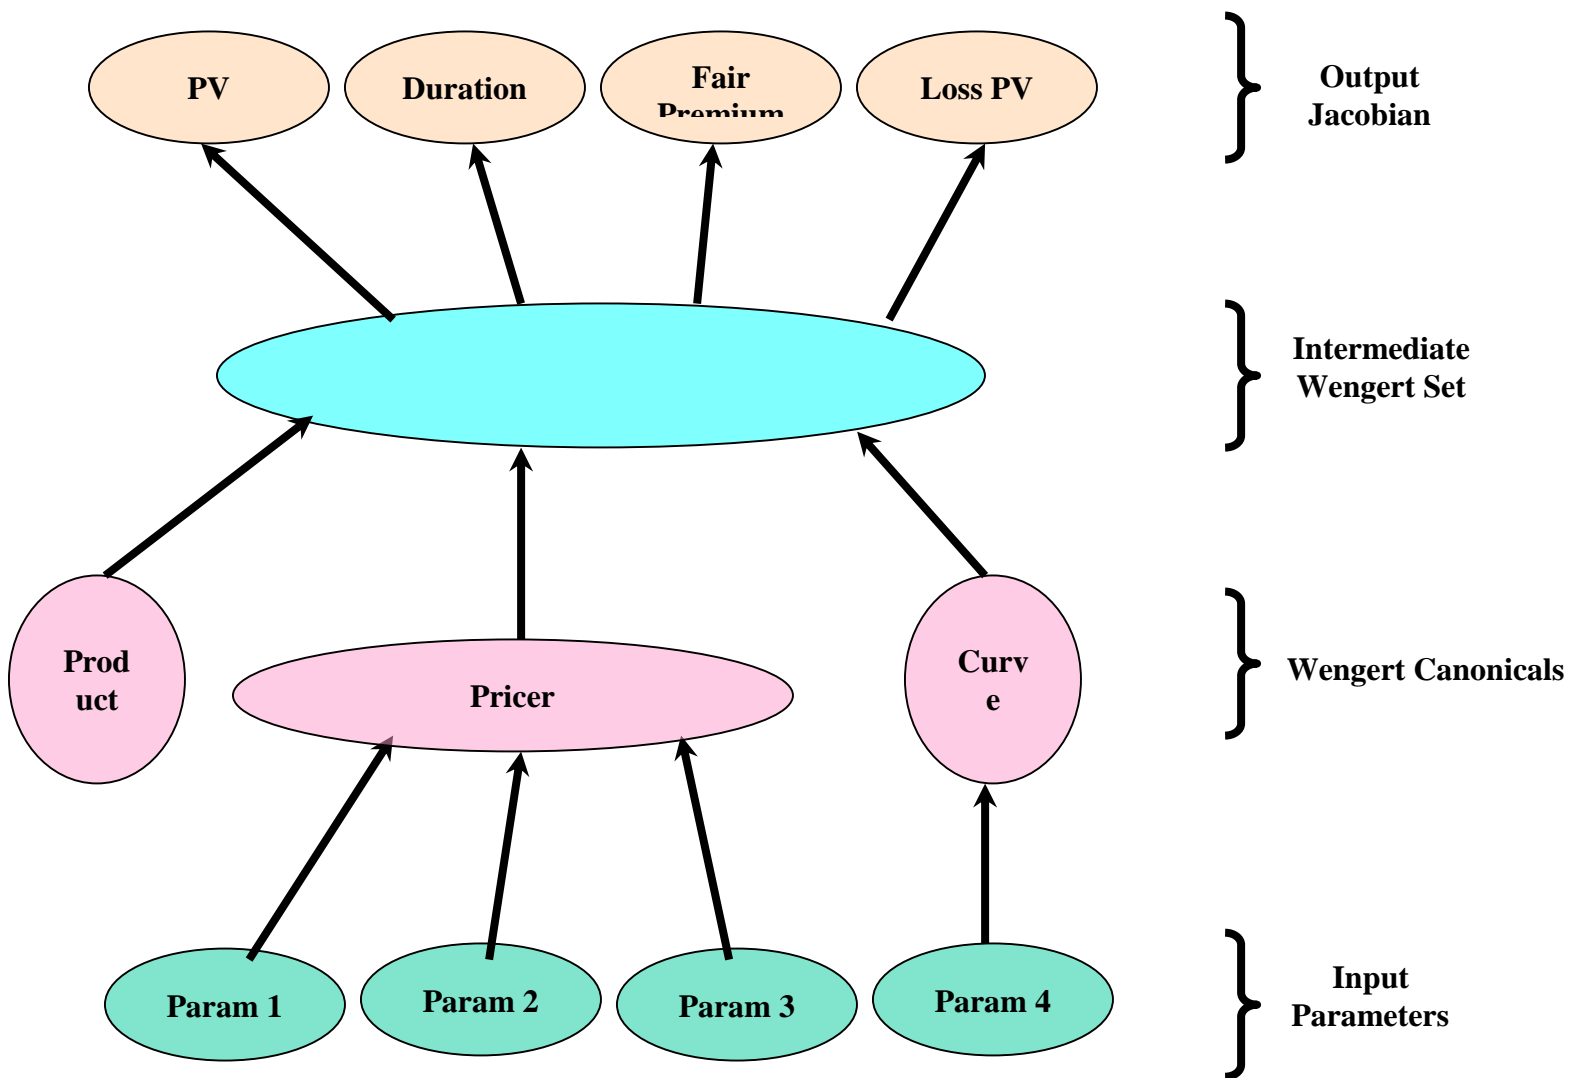 PV
Duration
Fair
Premium
Loss PV
Output
Jacobian
Intermediate
Wengert Set
Prod
uct
Pricer
Curv
e
Wengert Canonicals
Param 1
Param 2
Param 3
Param 4
Input
Parameters